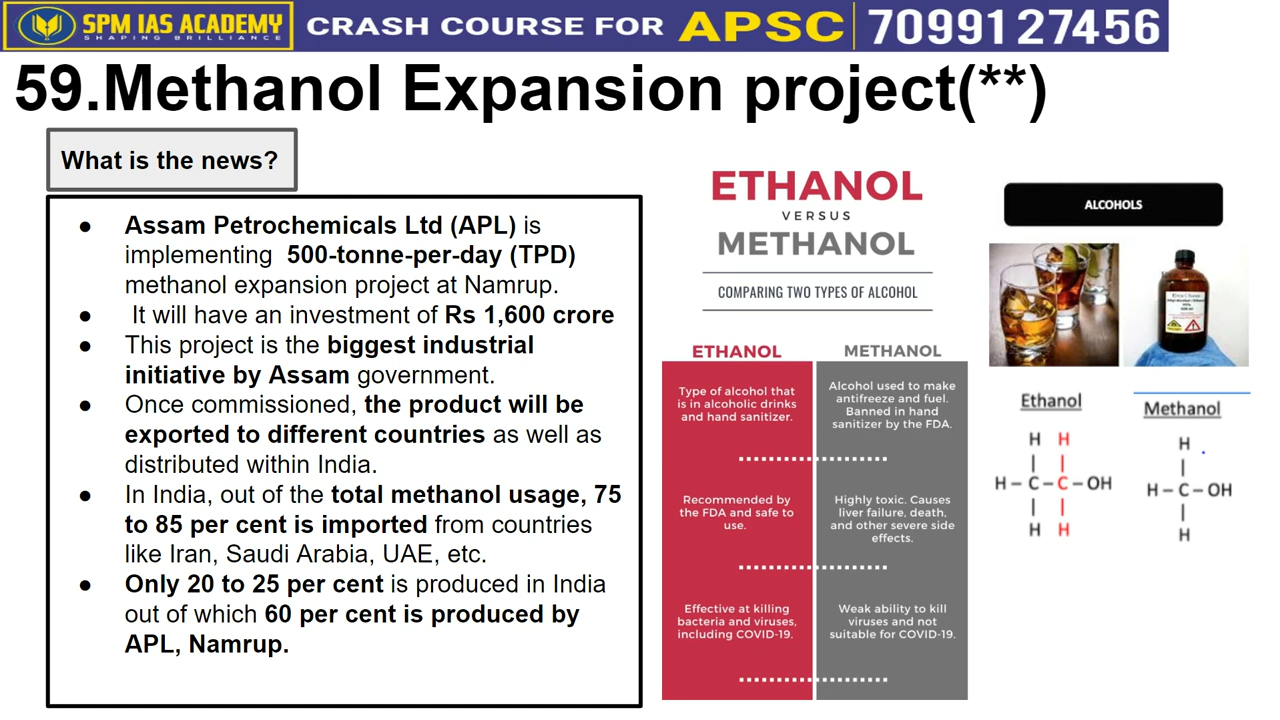 SPM IAS ACADEMY
SHAPING BRILLIANCE
CRASH COURSE FOR APSC 7099127456
59.Methanol Expansion project(**)
What is the news?
● Assam Petrochemicals Ltd (APL) is
implementing 500-tonne-per-day (TPD)
methanol expansion project at Namrup.
● It will have an investment of Rs 1,600 crore
● This project is the biggest industrial
initiative by Assam government.
● Once commissioned, the product will be
exported to different countries as well as
distributed within India.
● In India, out of the total methanol usage, 75
to 85 per cent is imported from countries
like Iran, Saudi Arabia, UAE, etc.
● Only 20 to 25 per cent is produced in India
out of which 60 per cent is produced by
APL, Namrup.
ETHANOL
VERSUS
METHANOL
COMPARING TWO TYPES OF ALCOHOL
ETHANOL
Type of alcohol that
is in alcoholic drinks
and hand sanitizer.
Recommended by
the FDA and safe to
use.
Effective at killing
bacteria and viruses,
including COVID-19.
METHANOL
Alcohol used to make
antifreeze and fuel.
Banned in hand
sanitizer by the FDA.
Highly toxic. Causes
liver failure, death,
and other severe side
effects.
Weak ability to kill
viruses and not
suitable for COVID-19.
ALCOHOLS
Ethanol
H H
H – C – C – OH
H H
Methanol
H
H – C – OH
H